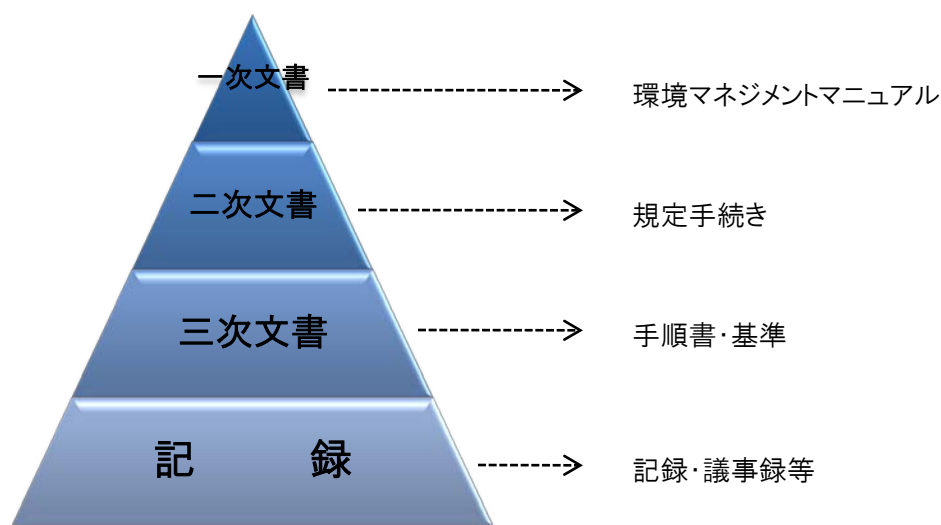 一次文書
環境マネジメントマニュアル
二次文書
規定手続き
三次文書
手順書・基準
記　録
記録・議事録等